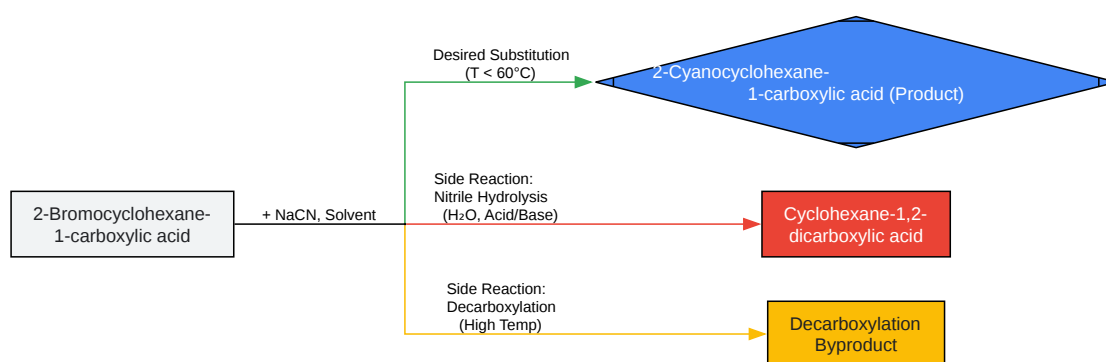 Desired Substitution
(T < 60°C)
2-Cyanocyclohexane-
1-carboxylic acid (Product)
2-Bromocyclohexane-
1-carboxylic acid
+ NaCN, Solvent
Side Reaction:
Nitrile Hydrolysis
(H₂O, Acid/Base)
Cyclohexane-1,2-
dicarboxylic acid
Side Reaction:
Decarboxylation
(High Temp)
Decarboxylation
Byproduct